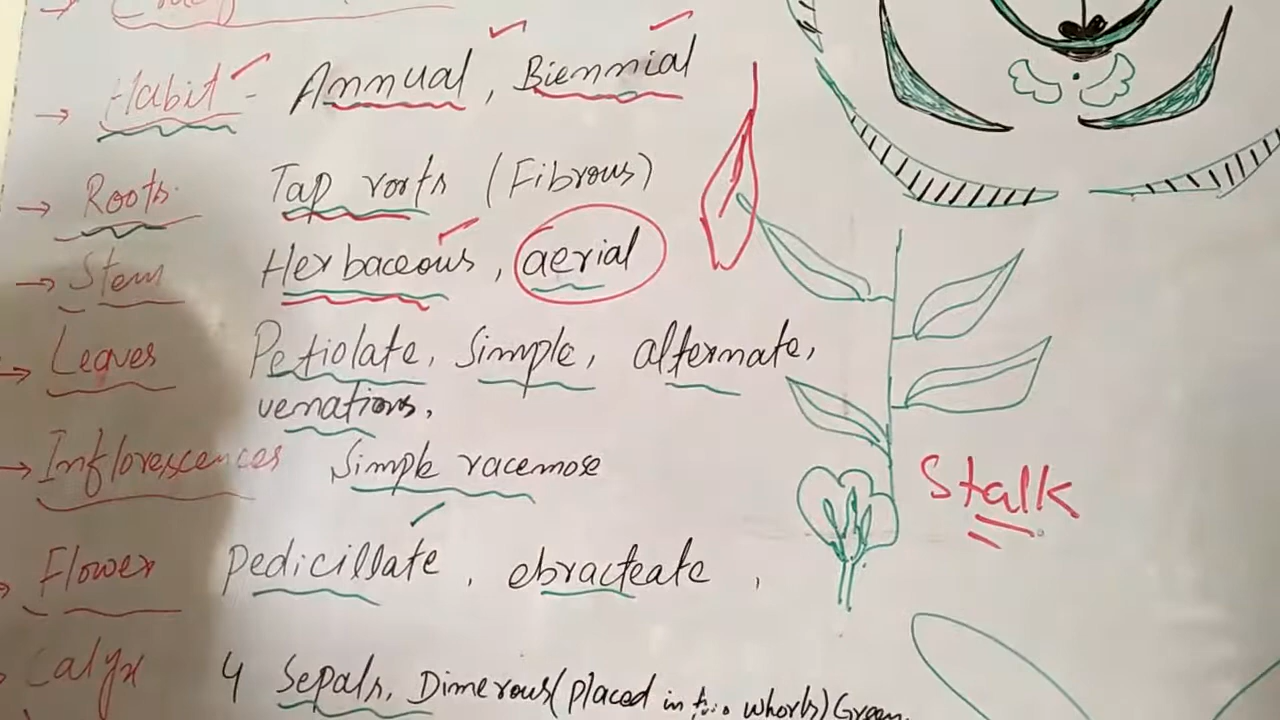 Habit - Annual, Biennial
Roots Tap roots (Fibrous)
Stem Herbaceous, aerial
Leaves Petiolate, Simple, alternate,
venations,
Inflorescences Simple racemose
Stalk
Flower Pedicillate, ebracteate,
Calyx 4 Sepals, Dimerous (placed in two whorls) Green,